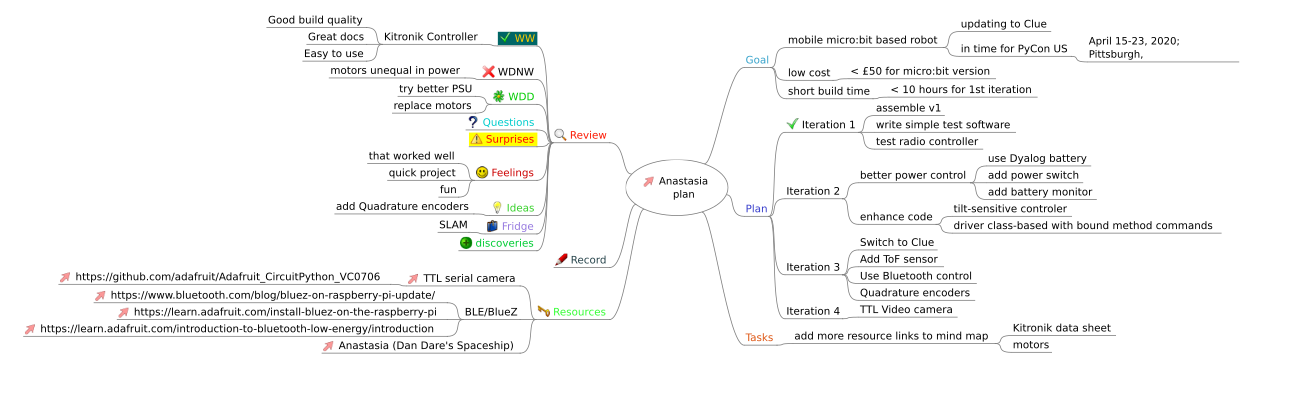 Anastasia
plan
Goal
mobile micro:bit based robot
updating to Clue
in time for PyCon US
April 15-23, 2020;
Pittsburgh,
low cost
< £50 for micro:bit version
short build time
< 10 hours for 1st iteration
Plan
Iteration 1
assemble v1
write simple test software
test radio controller
Iteration 2
better power control
use Dyalog battery
add power switch
add battery monitor
enhance code
tilt-sensitive controler
driver class-based with bound method commands
Iteration 3
Switch to Clue
Add ToF sensor
Use Bluetooth control
Quadrature encoders
Iteration 4
TTL Video camera
Tasks
add more resource links to mind map
Kitronik data sheet
motors
Review
WW
Kitronik Controller
Good build quality
Great docs
Easy to use
WDNW
motors unequal in power
WDD
try better PSU
replace motors
Questions
Surprises
Feelings
that worked well
quick project
fun
Ideas
add Quadrature encoders
Fridge
SLAM
discoveries
Record
Resources
TTL serial camera
https://github.com/adafruit/Adafruit_CircuitPython_VC0706
BLE/BlueZ
https://www.bluetooth.com/blog/bluez-on-raspberry-pi-update/
https://learn.adafruit.com/install-bluez-on-the-raspberry-pi
https://learn.adafruit.com/introduction-to-bluetooth-low-energy/introduction
Anastasia (Dan Dare's Spaceship)